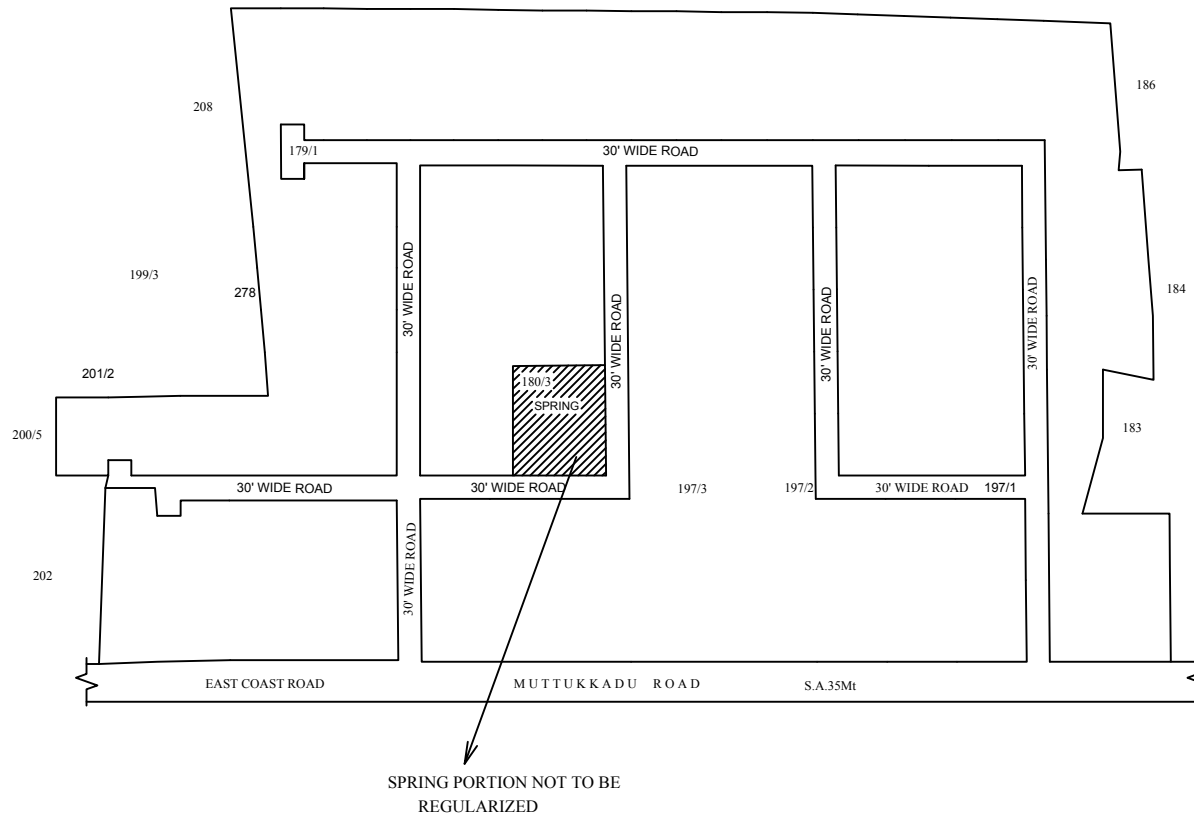 186
208
179/1
30' WIDE ROAD
199/3
278
184
30' WIDE ROAD
30' WIDE ROAD
30' WIDE ROAD
30' WIDE ROAD
201/2
180/3
SPRING
200/5
183
30' WIDE ROAD
30' WIDE ROAD
197/3
197/2
30' WIDE ROAD
197/1
202
30' WIDE ROAD
EAST COAST ROAD
MUTTUKKADU ROAD
S.A.35Mt
SPRING PORTION NOT TO BE
REGULARIZED